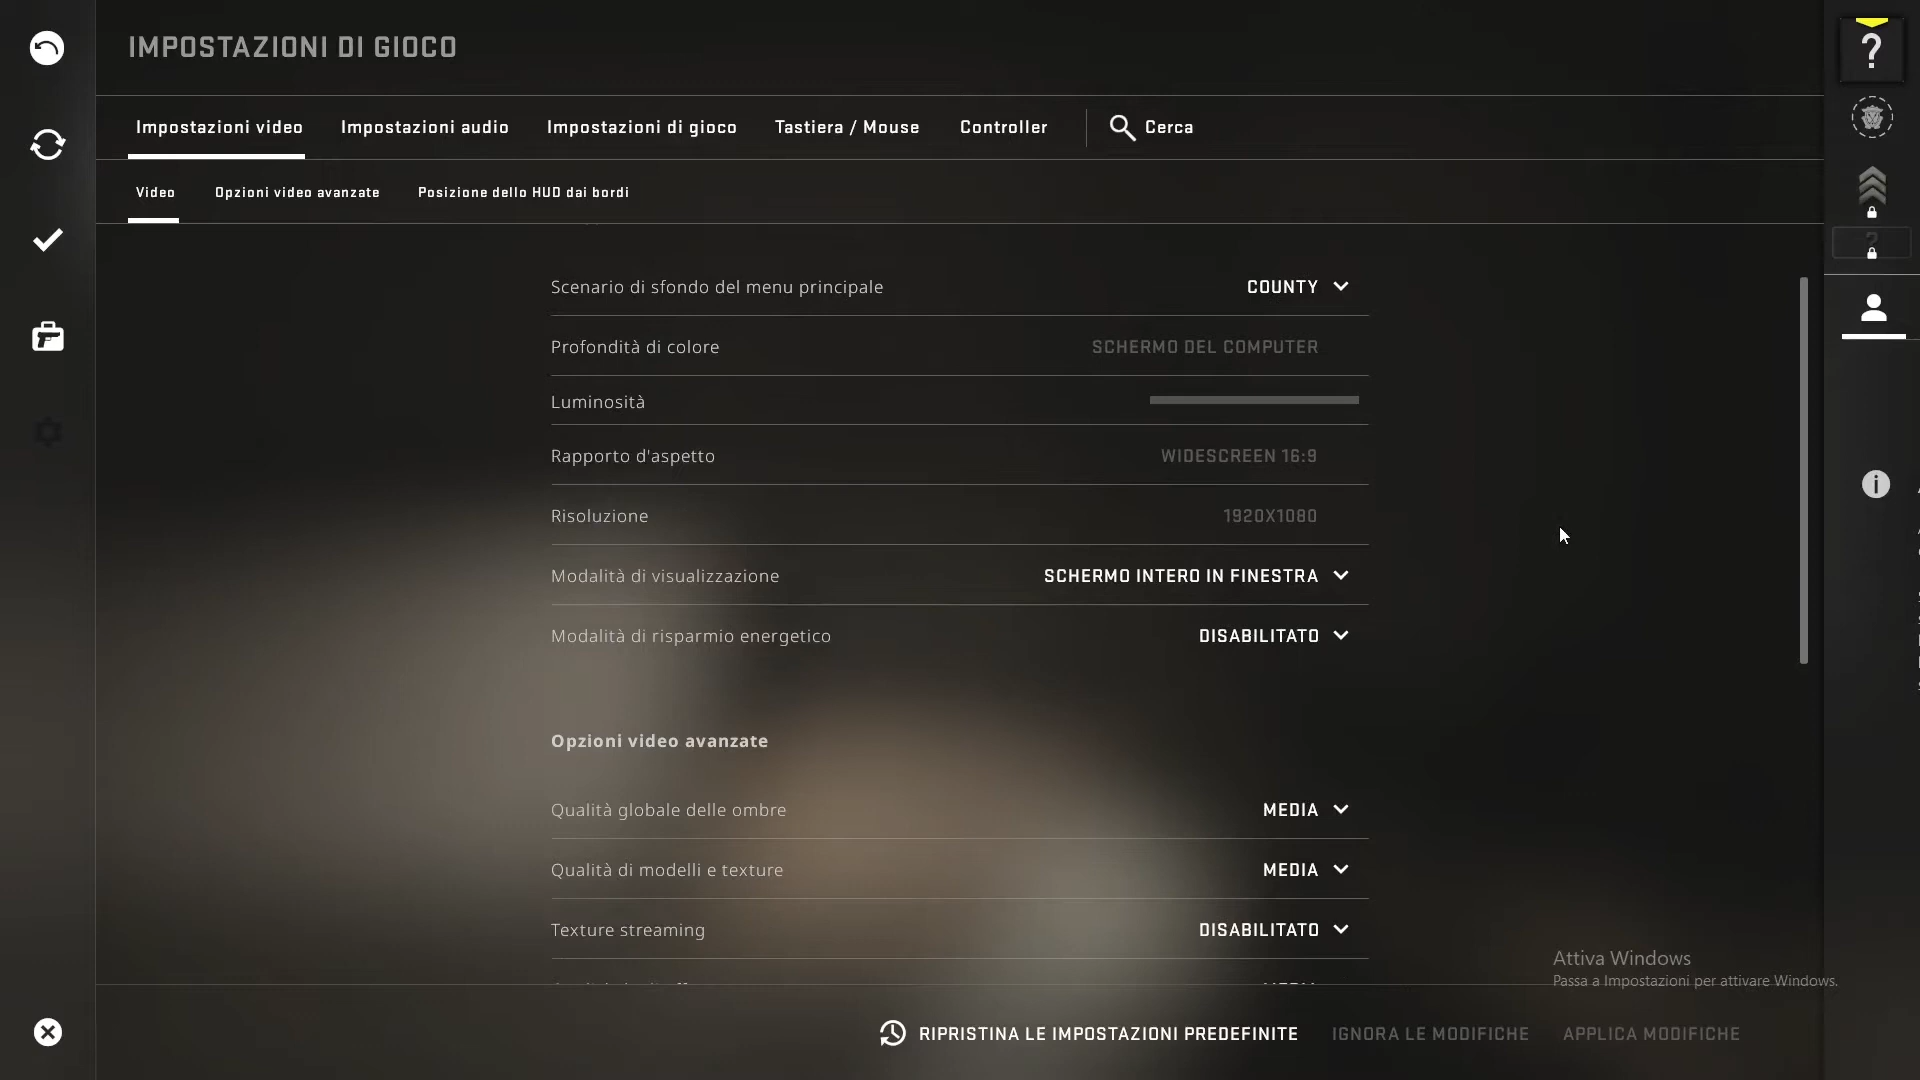 IMPOSTAZIONI DI GIOCO
Impostazioni video
Impostazioni audio
Impostazioni di gioco
Tastiera / Mouse
Controller
Cerca
Video
Opzioni video avanzate
Posizione dello HUD dai bordi
Scenario di sfondo del menu principale
COUNTY
Profondità di colore
SCHERMO DEL COMPUTER
Luminosità
Rapporto d'aspetto
WIDESCREEN 16:9
Risoluzione
1920X1080
Modalità di visualizzazione
SCHERMO INTERO IN FINESTRA
Modalità di risparmio energetico
DISABILITATO
Opzioni video avanzate
Qualità globale delle ombre
MEDIA
Qualità di modelli e texture
MEDIA
Texture streaming
DISABILITATO
Attiva Windows
Passa a Impostazioni per attivare Windows.
RIPRISTINA LE IMPOSTAZIONI PREDEFINITE
IGNORA LE MODIFICHE
APPLICA MODIFICHE
?
?